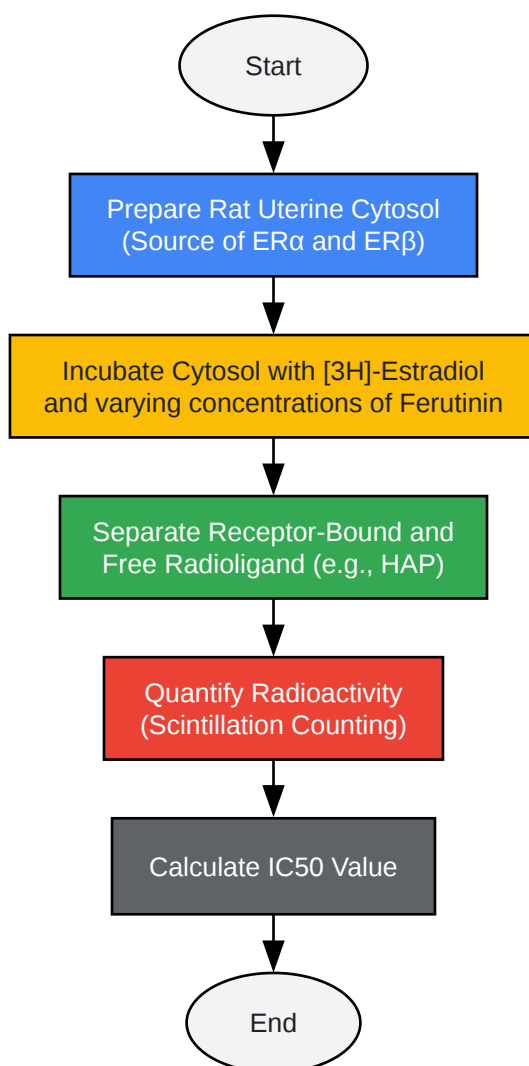 Start
Prepare Rat Uterine Cytosol
(Source of ERα and ERβ)
Incubate Cytosol with [3H]-Estradiol
and varying concentrations of Ferutinin
Separate Receptor-Bound and
Free Radioligand (e.g., HAP)
Quantify Radioactivity
(Scintillation Counting)
Calculate IC50 Value
End